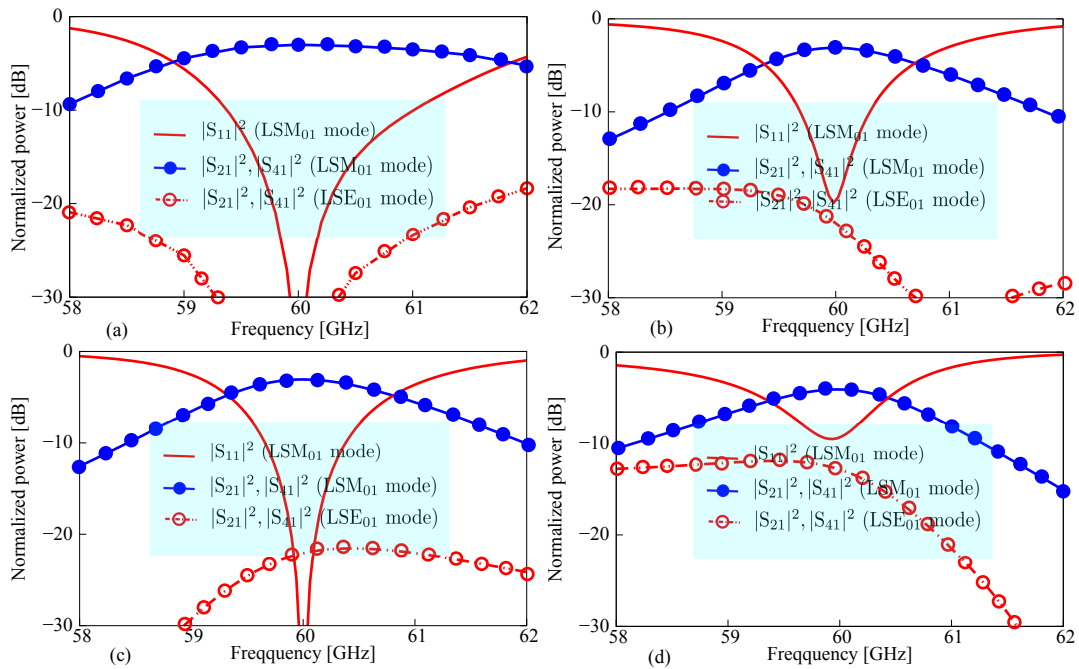 0
−10
−20
−30
Normalized power [dB]
|S₁₁|² (LSM₀₁ mode)
|S₂₁|², |S₄₁|² (LSM₀₁ mode)
|S₂₁|², |S₄₁|² (LSE₀₁ mode)
58 59 60 61 62
(a) Freqquency [GHz]
0
−10
−20
−30
Normalized power [dB]
|S₁₁|² (LSM₀₁ mode)
|S₂₁|², |S₄₁|² (LSM₀₁ mode)
|S₂₁|², |S₄₁|² (LSE₀₁ mode)
58 59 60 61 62
(b) Freqquency [GHz]
0
−10
−20
−30
Normalized power [dB]
|S₁₁|² (LSM₀₁ mode)
|S₂₁|², |S₄₁|² (LSM₀₁ mode)
|S₂₁|², |S₄₁|² (LSE₀₁ mode)
58 59 60 61 62
(c) Freqquency [GHz]
0
−10
−20
−30
Normalized power [dB]
|S₁₁|² (LSM₀₁ mode)
|S₂₁|², |S₄₁|² (LSM₀₁ mode)
|S₂₁|², |S₄₁|² (LSE₀₁ mode)
58 59 60 61 62
(d) Freqquency [GHz]